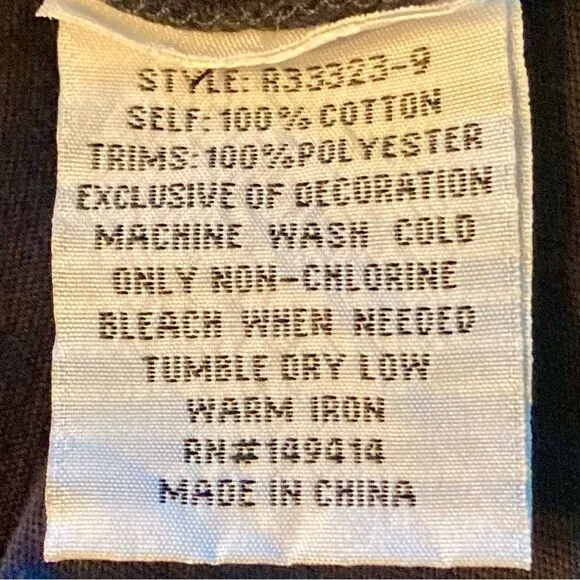 STYLE: R33323-9
SELF: 100% COTTON
TRIMS: 100% POLYESTER
EXCLUSIVE OF DECORATION
MACHINE WASH COLD
ONLY NON-CHLORINE
BLEACH WHEN NEEDED
TUMBLE DRY LOW
WARM IRON
RN#149414
MADE IN CHINA